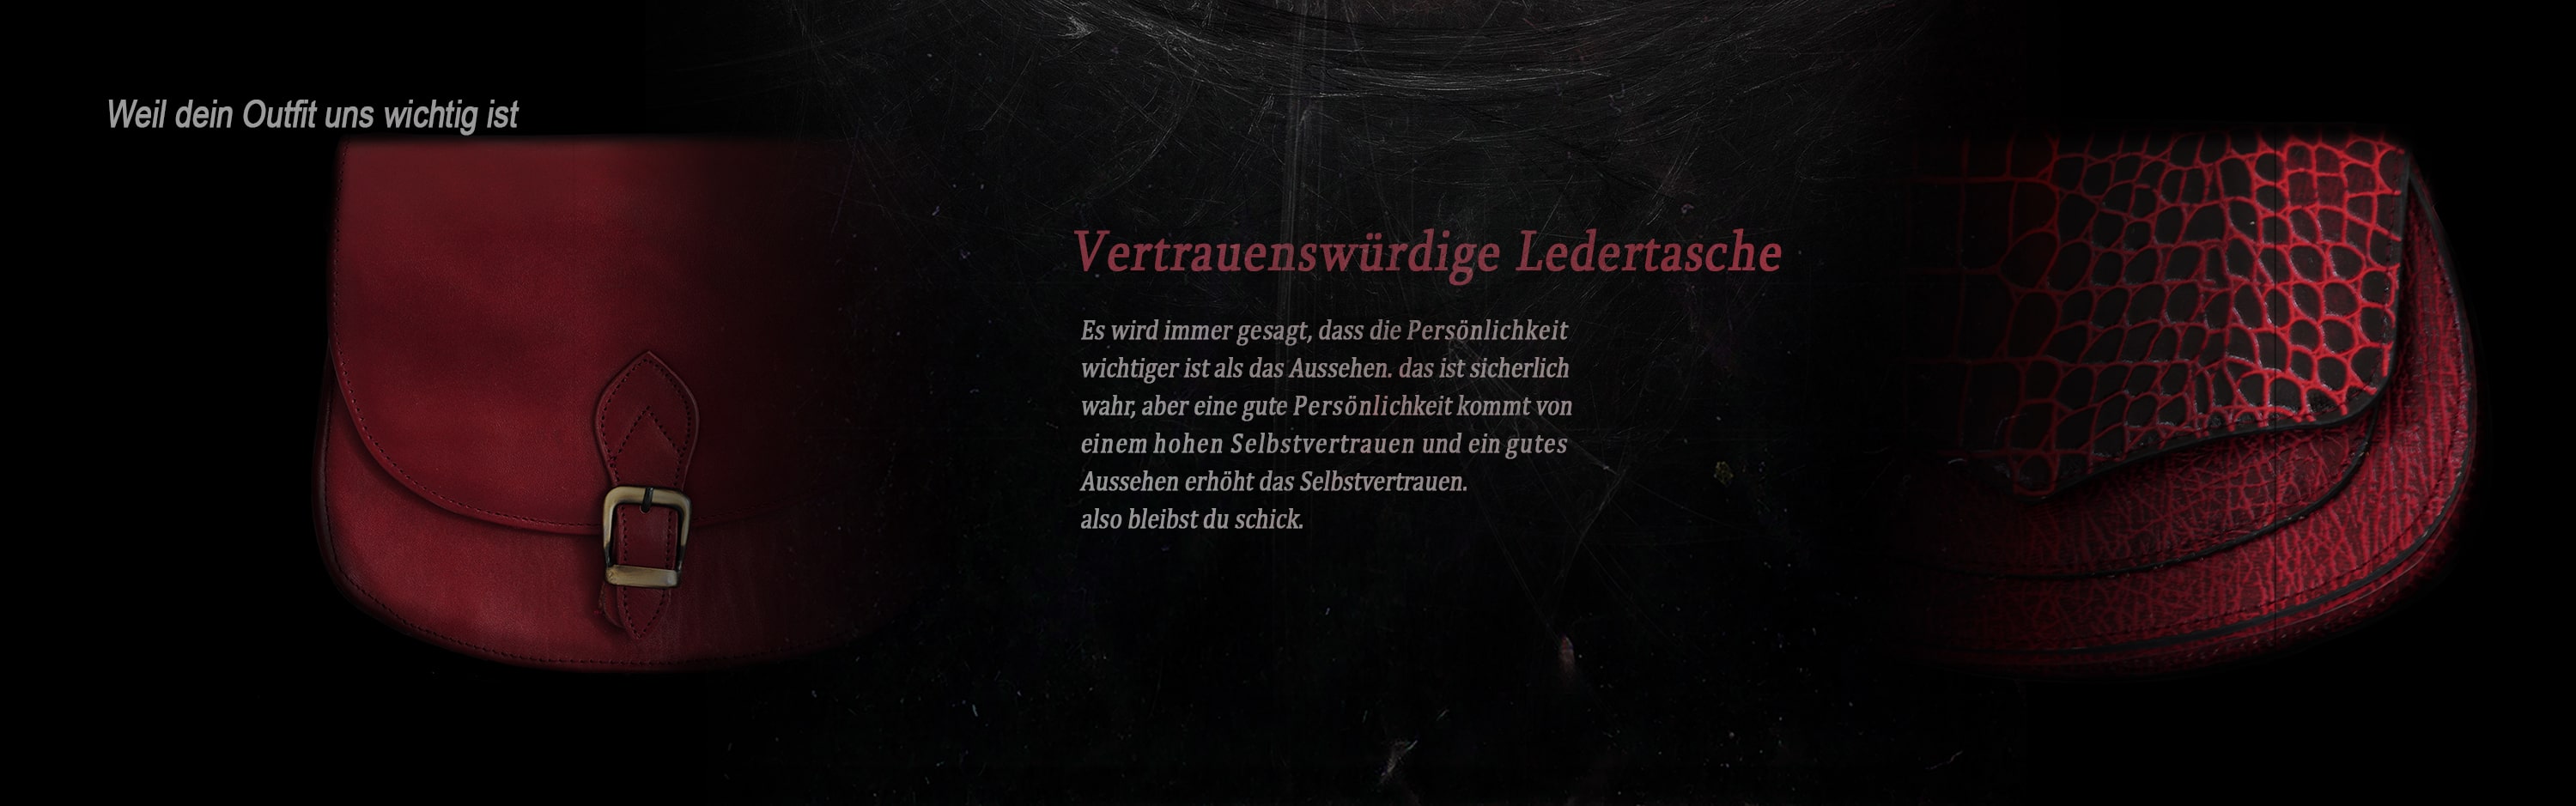 Weil dein Outfit uns wichtig ist
Vertrauenswürdige Ledertasche
Es wird immer gesagt, dass die Persönlichkeit
wichtiger ist als das Aussehen. das ist sicherlich
wahr, aber eine gute Persönlichkeit kommt von
einem hohen Selbstvertrauen und ein gutes
Aussehen erhöht das Selbstvertrauen.
also bleibst du schick.